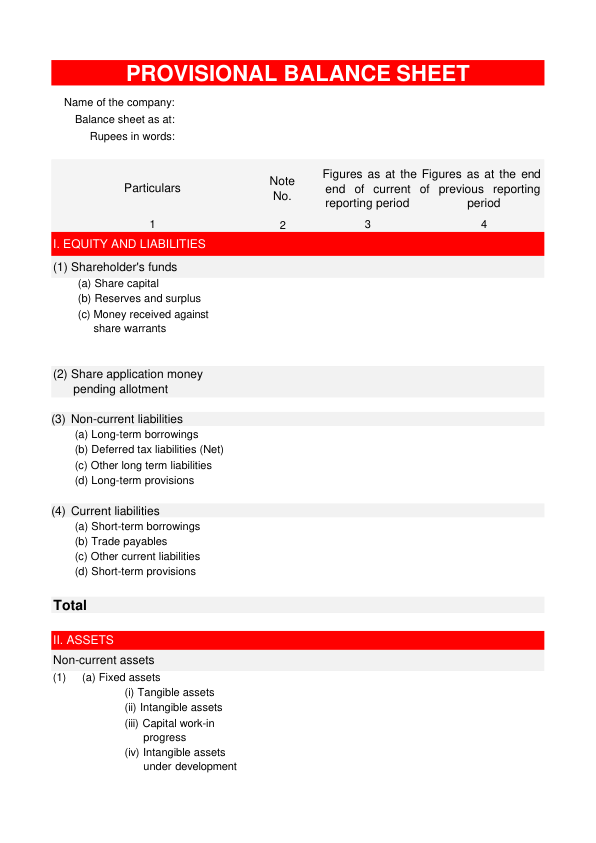 PROVISIONAL BALANCE SHEET
Name of the company:
Balance sheet as at:
Rupees in words:
Particulars
Note
No.
Figures as at the
end of current
reporting period
Figures as at the end
of previous reporting
period
1
2
3
4
I. EQUITY AND LIABILITIES
(1) Shareholder's funds
(a) Share capital
(b) Reserves and surplus
(c) Money received against
share warrants
(2) Share application money
pending allotment
(3) Non-current liabilities
(a) Long-term borrowings
(b) Deferred tax liabilities (Net)
(c) Other long term liabilities
(d) Long-term provisions
(4) Current liabilities
(a) Short-term borrowings
(b) Trade payables
(c) Other current liabilities
(d) Short-term provisions
Total
II. ASSETS
Non-current assets
(1) (a) Fixed assets
(i) Tangible assets
(ii) Intangible assets
(iii) Capital work-in
progress
(iv) Intangible assets
under development